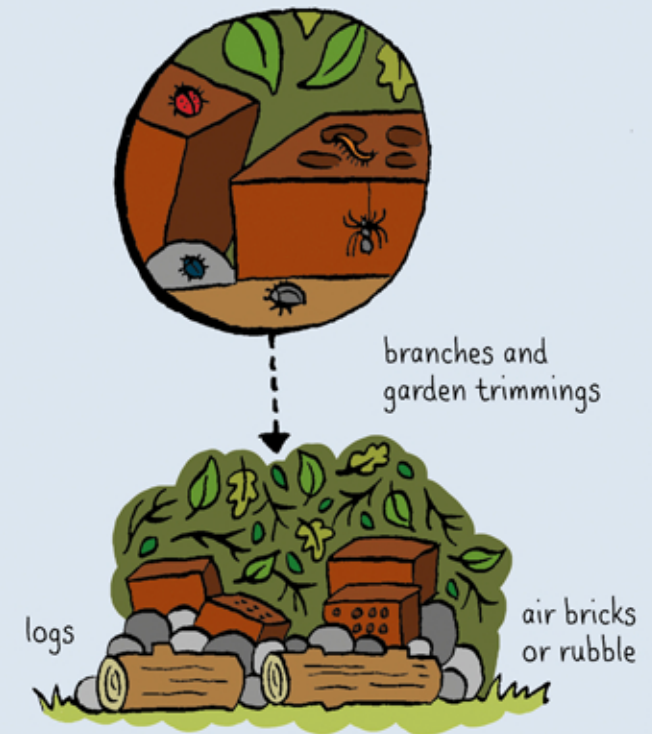 branches and
garden trimmings
logs
air bricks
or rubble